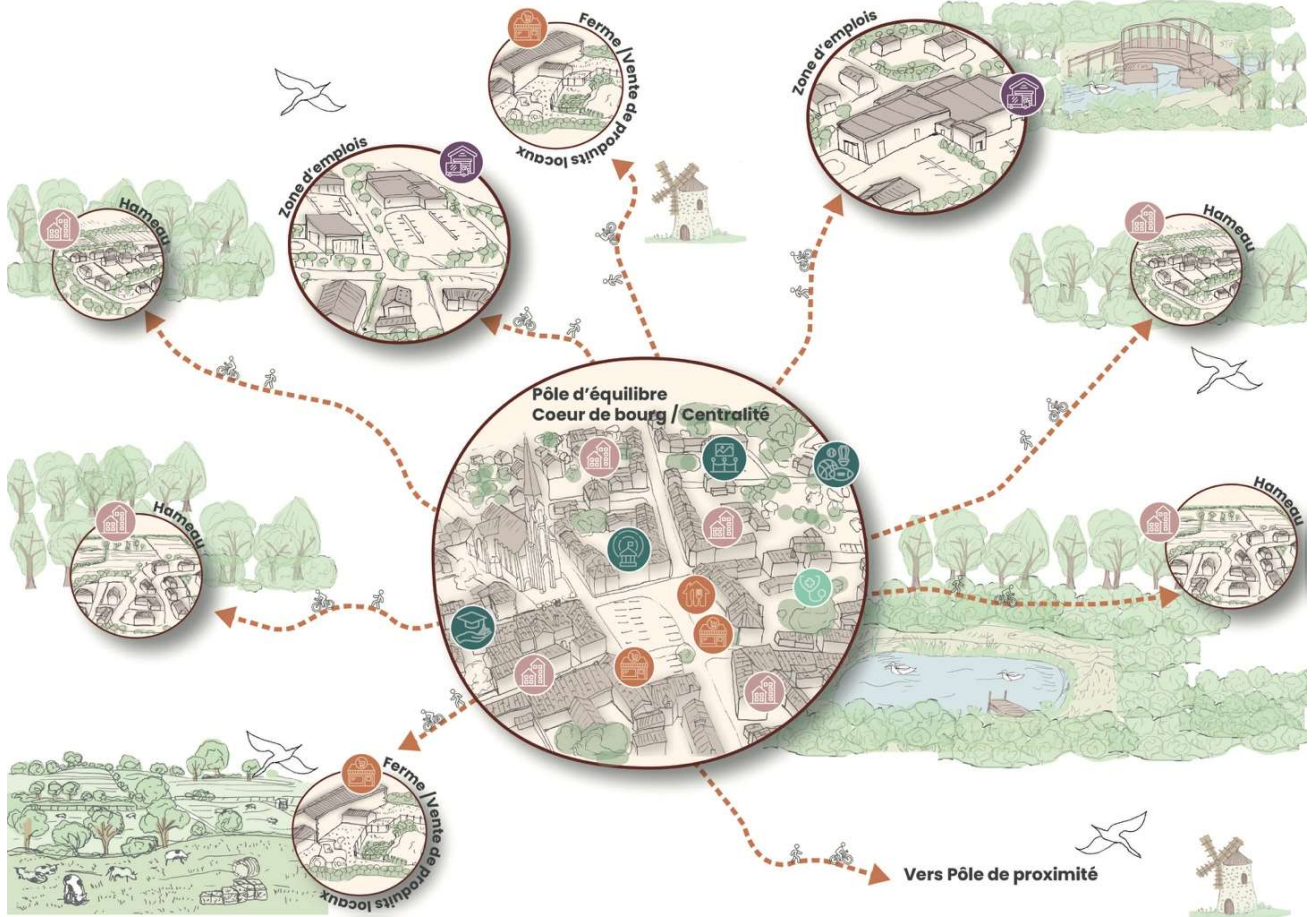 Ferme /Vente de produits locaux
Zone d'emplois
Zone d'emplois
Hameau
Hameau
Pôle d'équilibre
Coeur de bourg / Centralité
Hameau
Hameau
Ferme /Vente de produits locaux
Vers Pôle de proximité